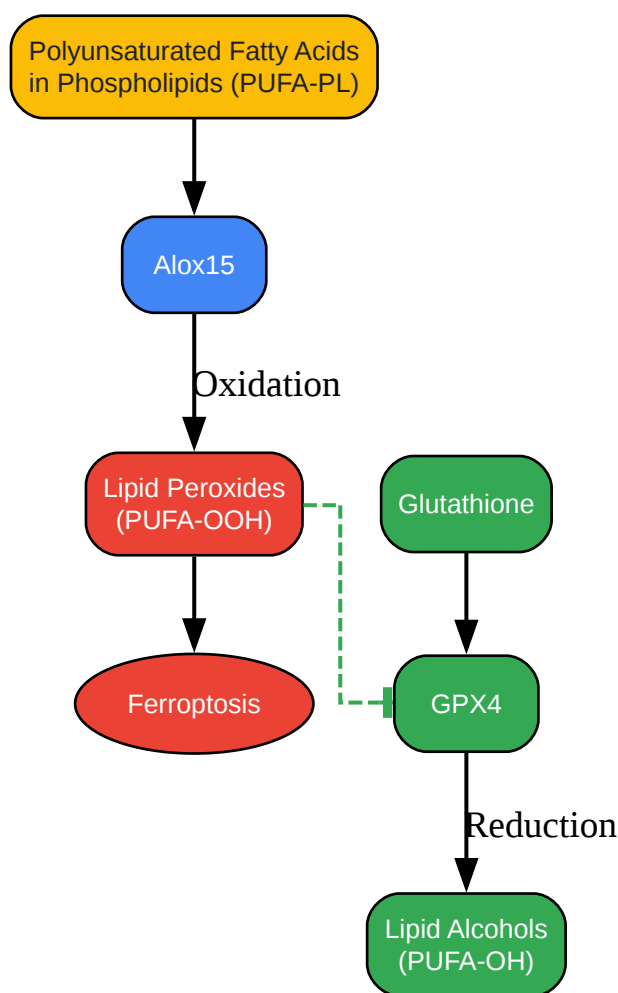 Polyunsaturated Fatty Acids
in Phospholipids (PUFA-PL)
Alox15
Oxidation
Lipid Peroxides
(PUFA-OOH)
Glutathione
Ferroptosis
GPX4
Reduction
Lipid Alcohols
(PUFA-OH)